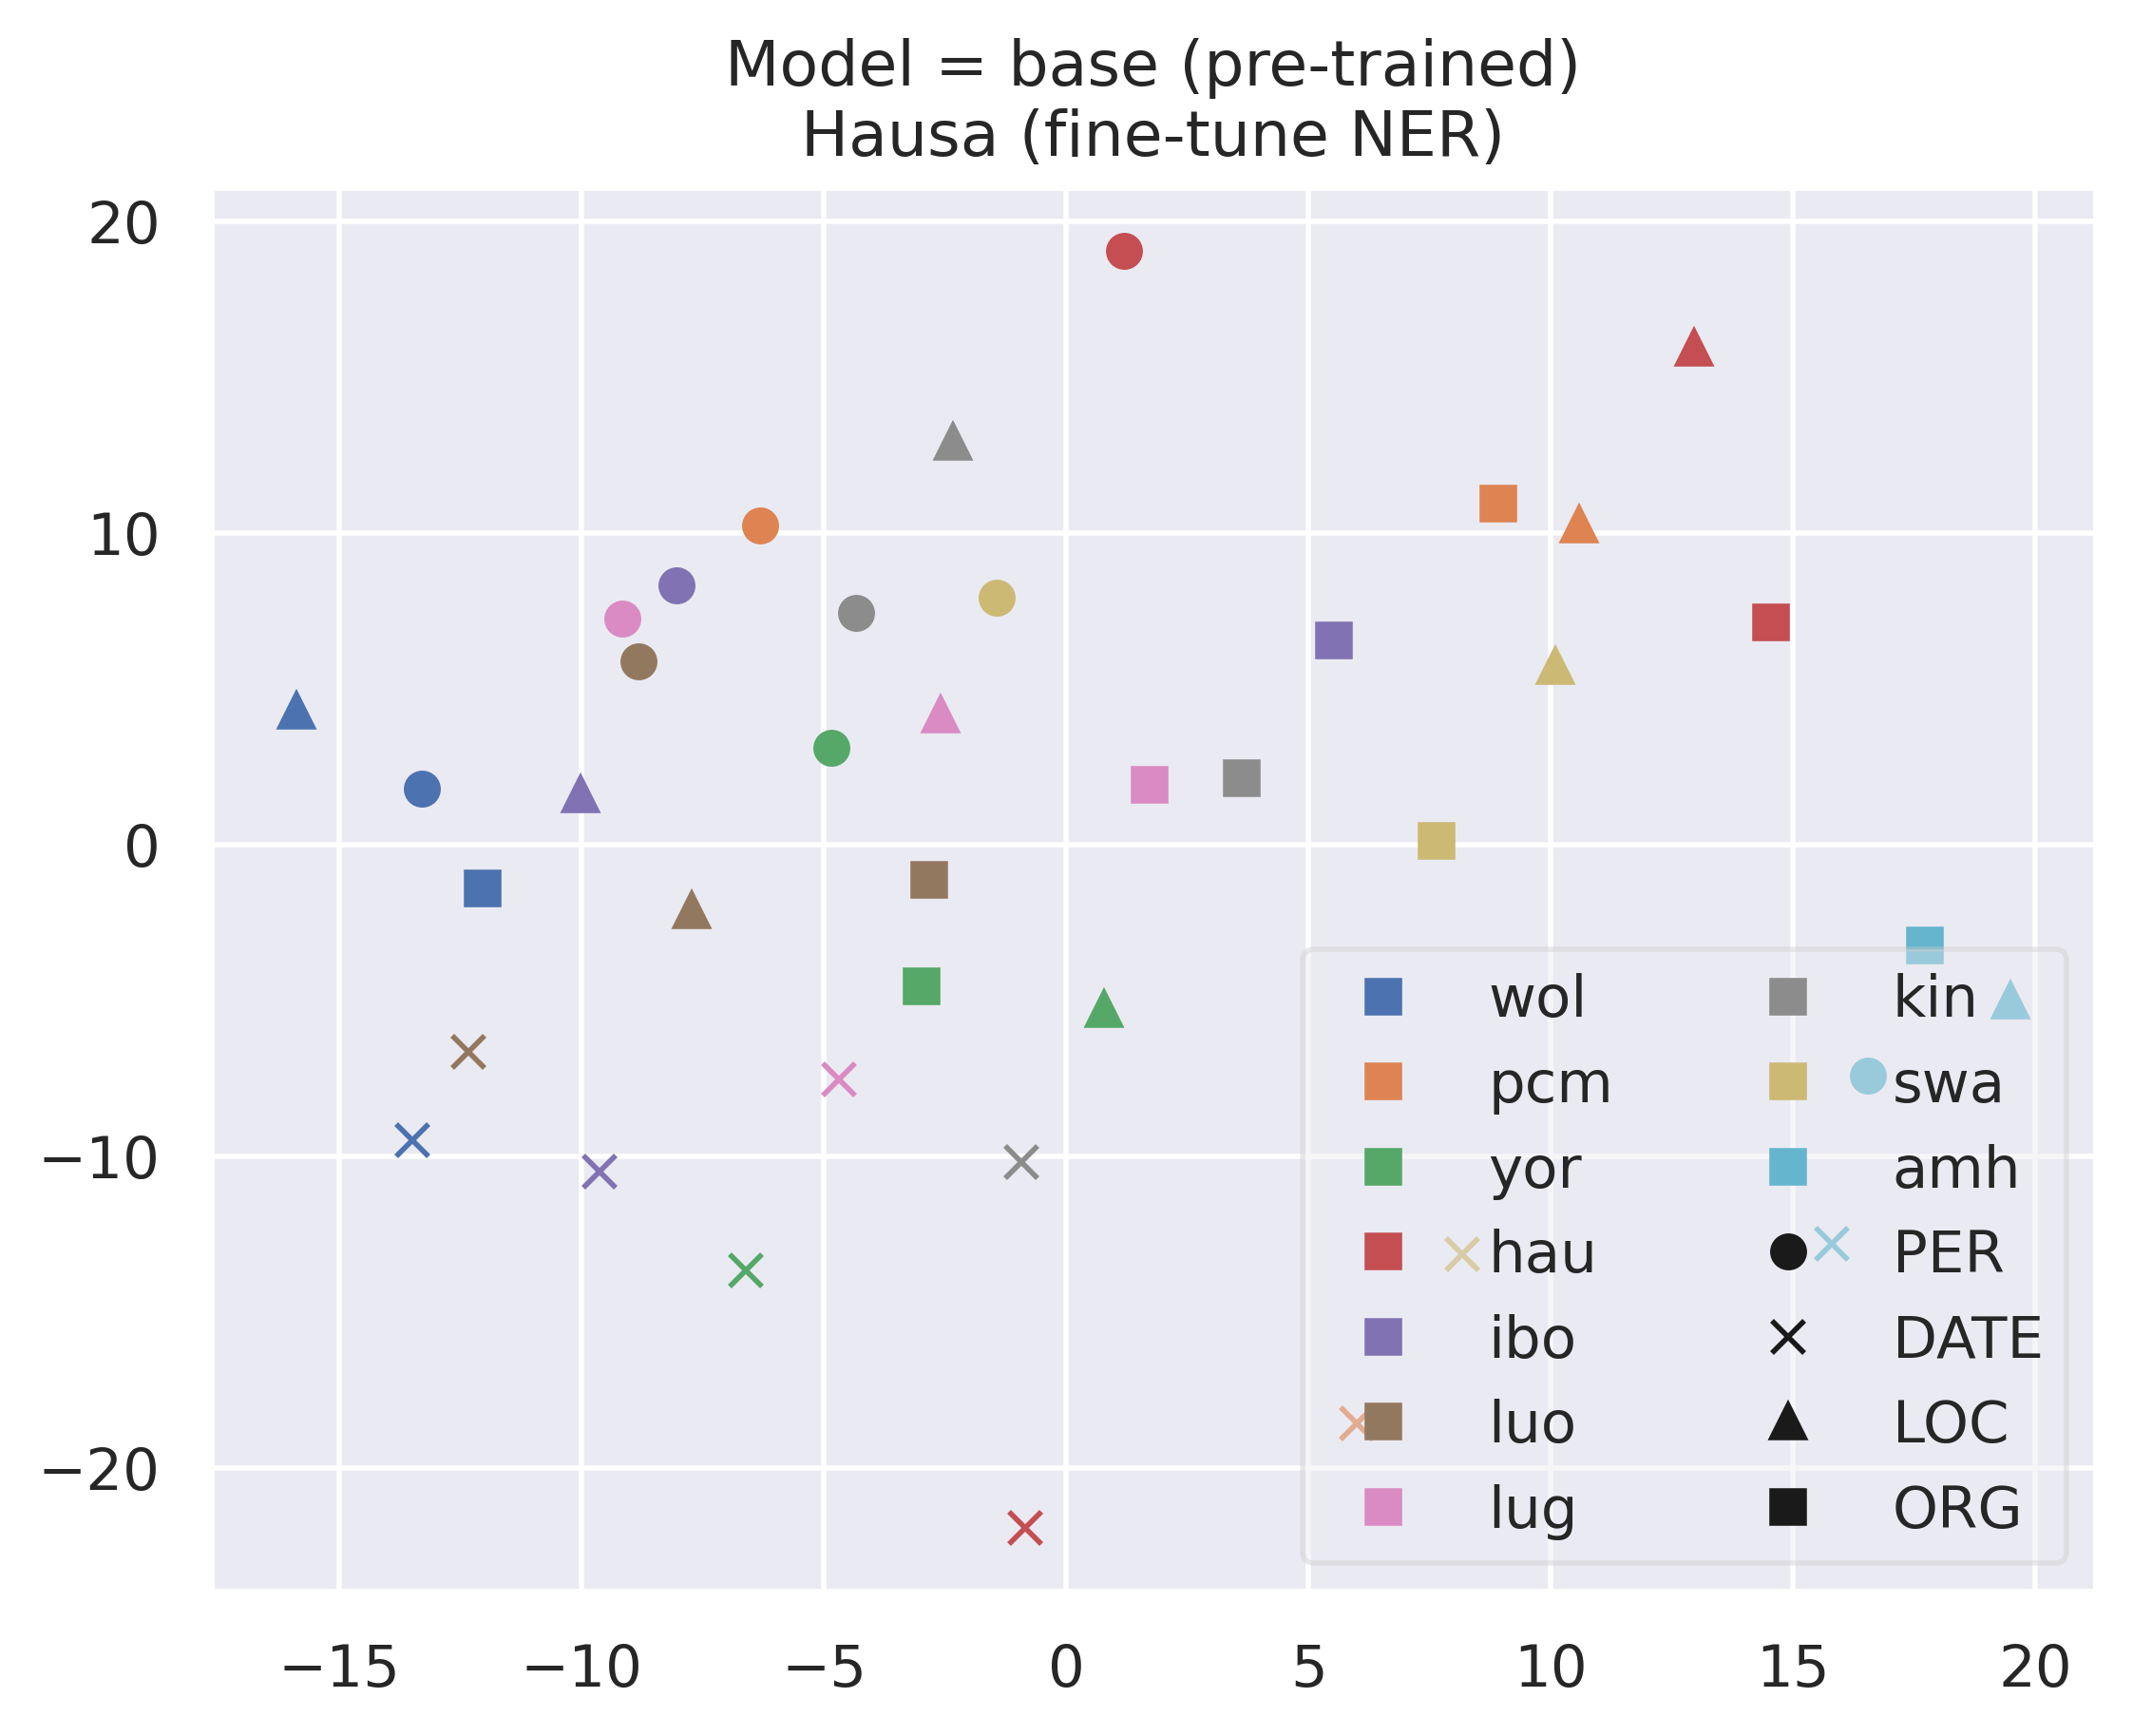 Model = base (pre-trained)
Hausa (fine-tune NER)
20
10
0
−10
−20
−15
−10
−5
0
5
10
15
20
wol
pcm
yor
hau
ibo
luo
lug
kin
swa
amh
PER
DATE
LOC
ORG